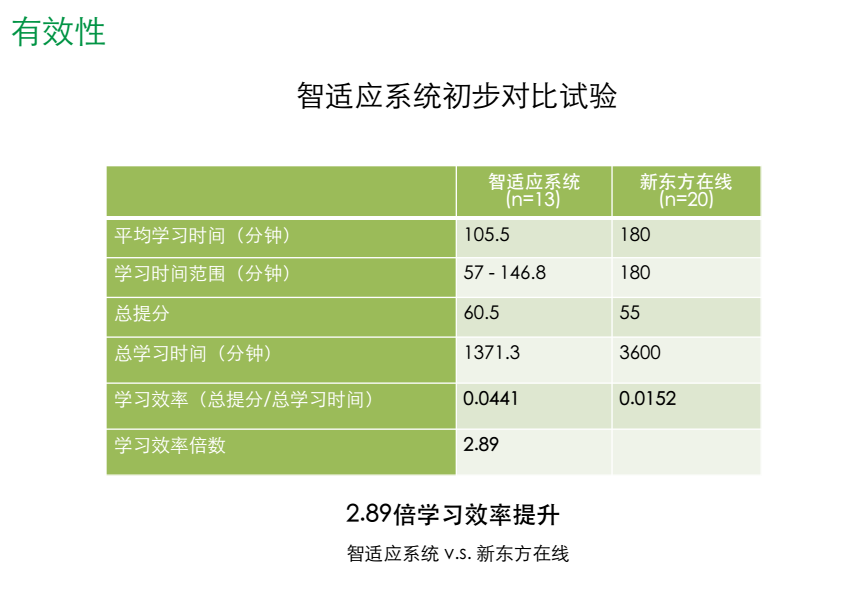 有效性
智适应系统初步对比试验
智适应系统 新东方在线
(n=13) (n=20)
平均学习时间（分钟） 105.5 180
学习时间范围（分钟） 57 - 146.8 180
总提分 60.5 55
总学习时间（分钟） 1371.3 3600
学习效率（总提分/总学习时间） 0.0441 0.0152
学习效率倍数 2.89
2.89倍学习效率提升
智适应系统 v.s. 新东方在线